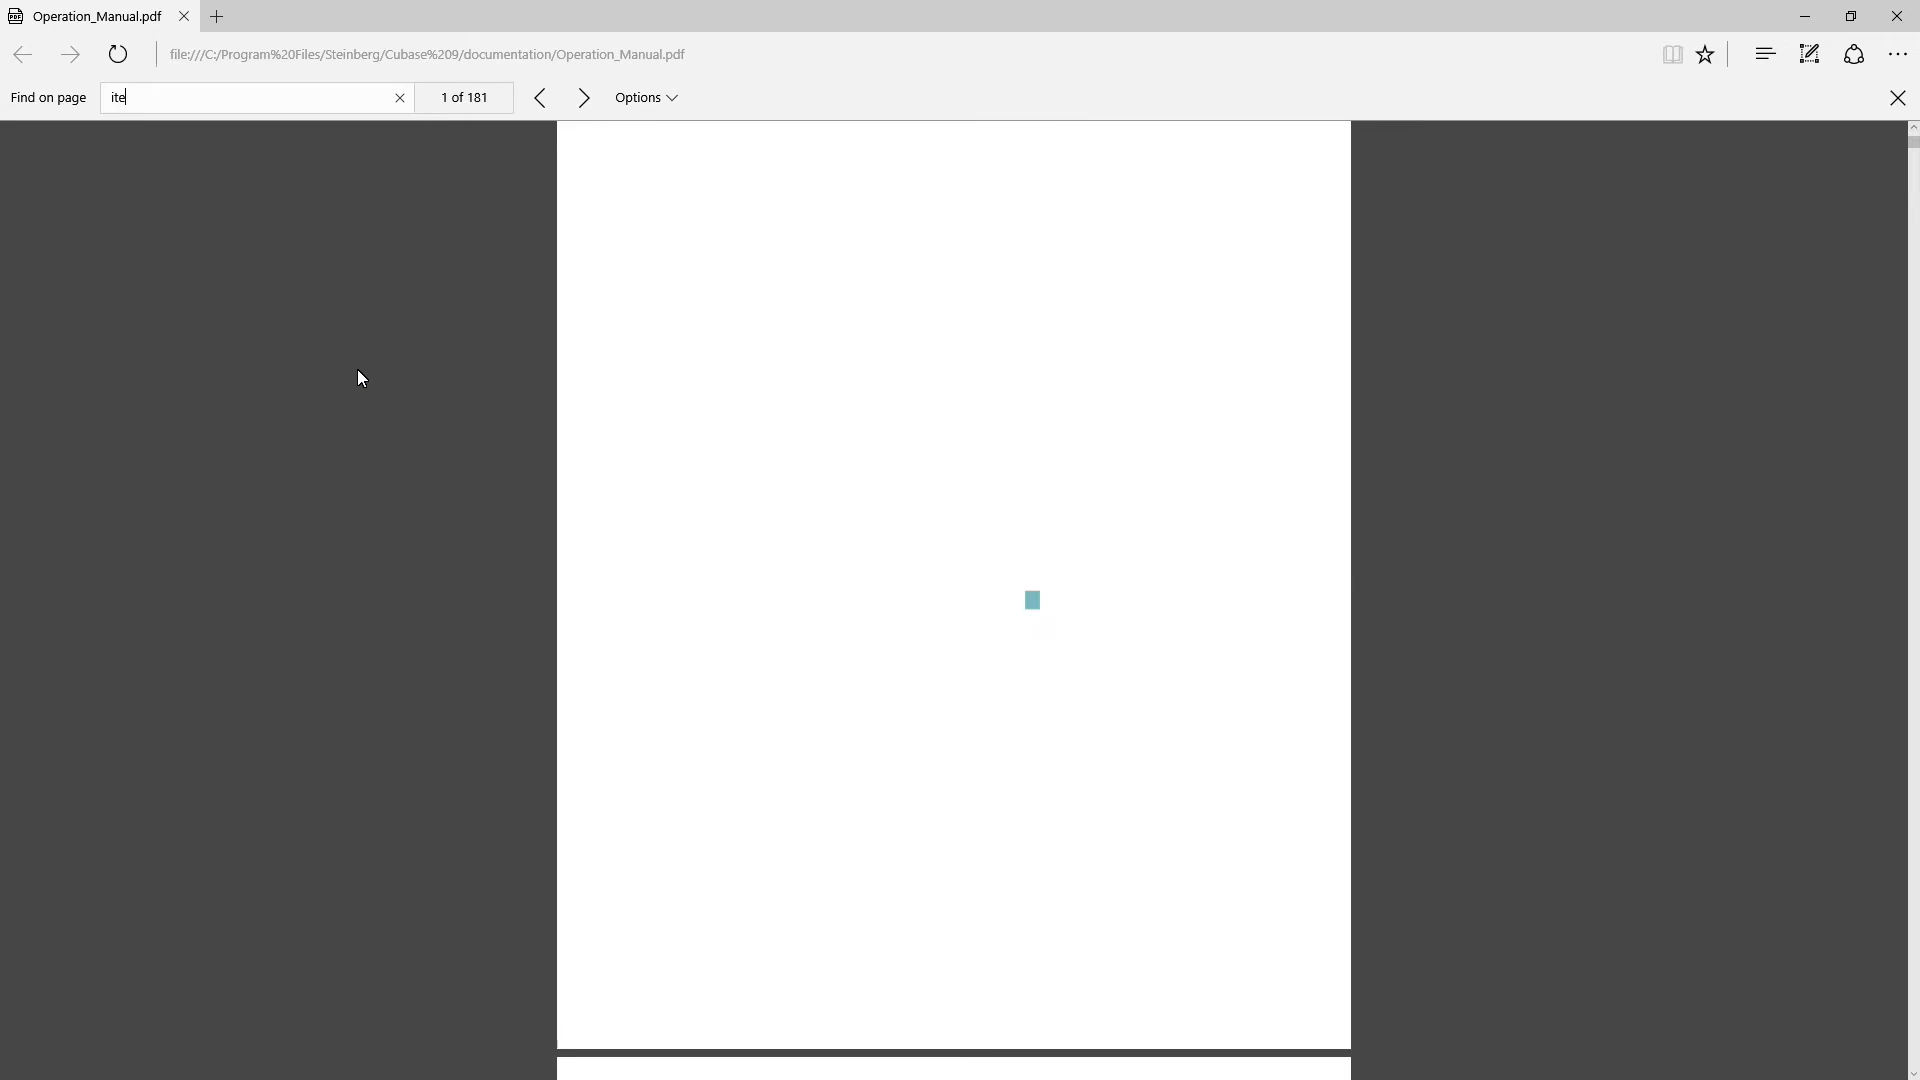 Operation_Manual.pdf
file:///C:/Program%20Files/Steinberg/Cubase%209/documentation/Operation_Manual.pdf
Find on page ite 1 of 181 Options